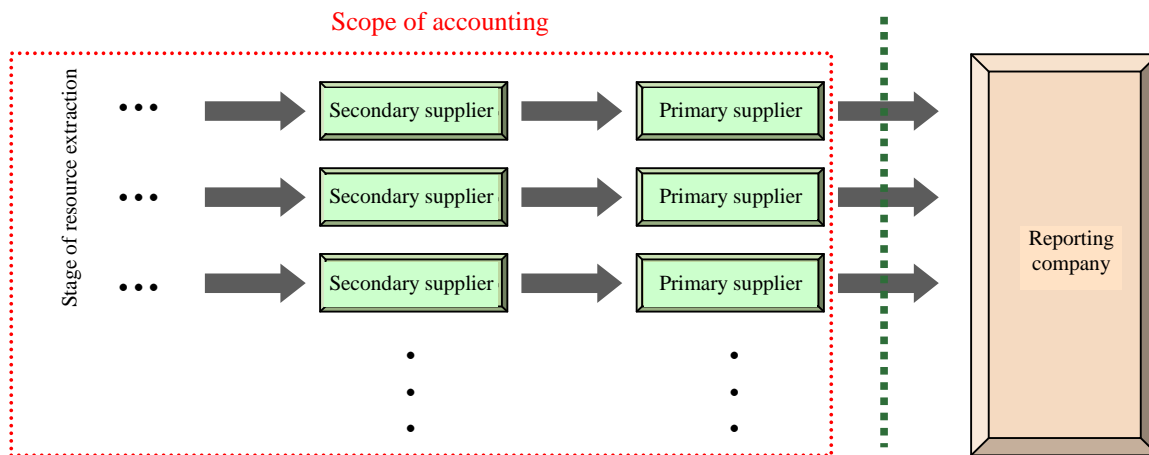 Scope of accounting
Stage of resource extraction
• • •
Secondary supplier
Primary supplier
• • •
Secondary supplier
Primary supplier
• • •
Secondary supplier
Primary supplier
Reporting
company